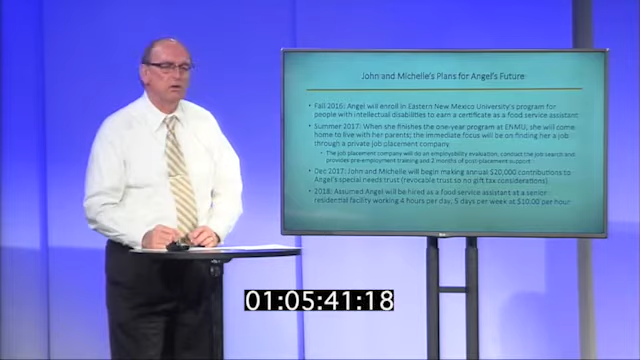 John and Michelle's Plans for Angel's Future
• Fall 2016: Angel will enroll in Eastern New Mexico University's program for
people with intellectual disabilities to earn a certificate as a food service assistant
• Summer 2017: When she finishes the one-year program at ENMU, she will come
home to live with her parents; the immediate focus will be on finding her a job
through a private job placement company.
• The job placement company will do an employability evaluation, conduct the job search and
provides pre-employment training and 2 months of post-placement support
• Dec 2017: John and Michelle will begin making annual $20,000 contributions to
Angel's special needs trust (revocable trust so no gift tax considerations)
• 2018: Assumed Angel will be hired as a food service assistant at a senior
residential facility working 4 hours per day, 5 days per week at $10.00 per hour
01:05:41:18